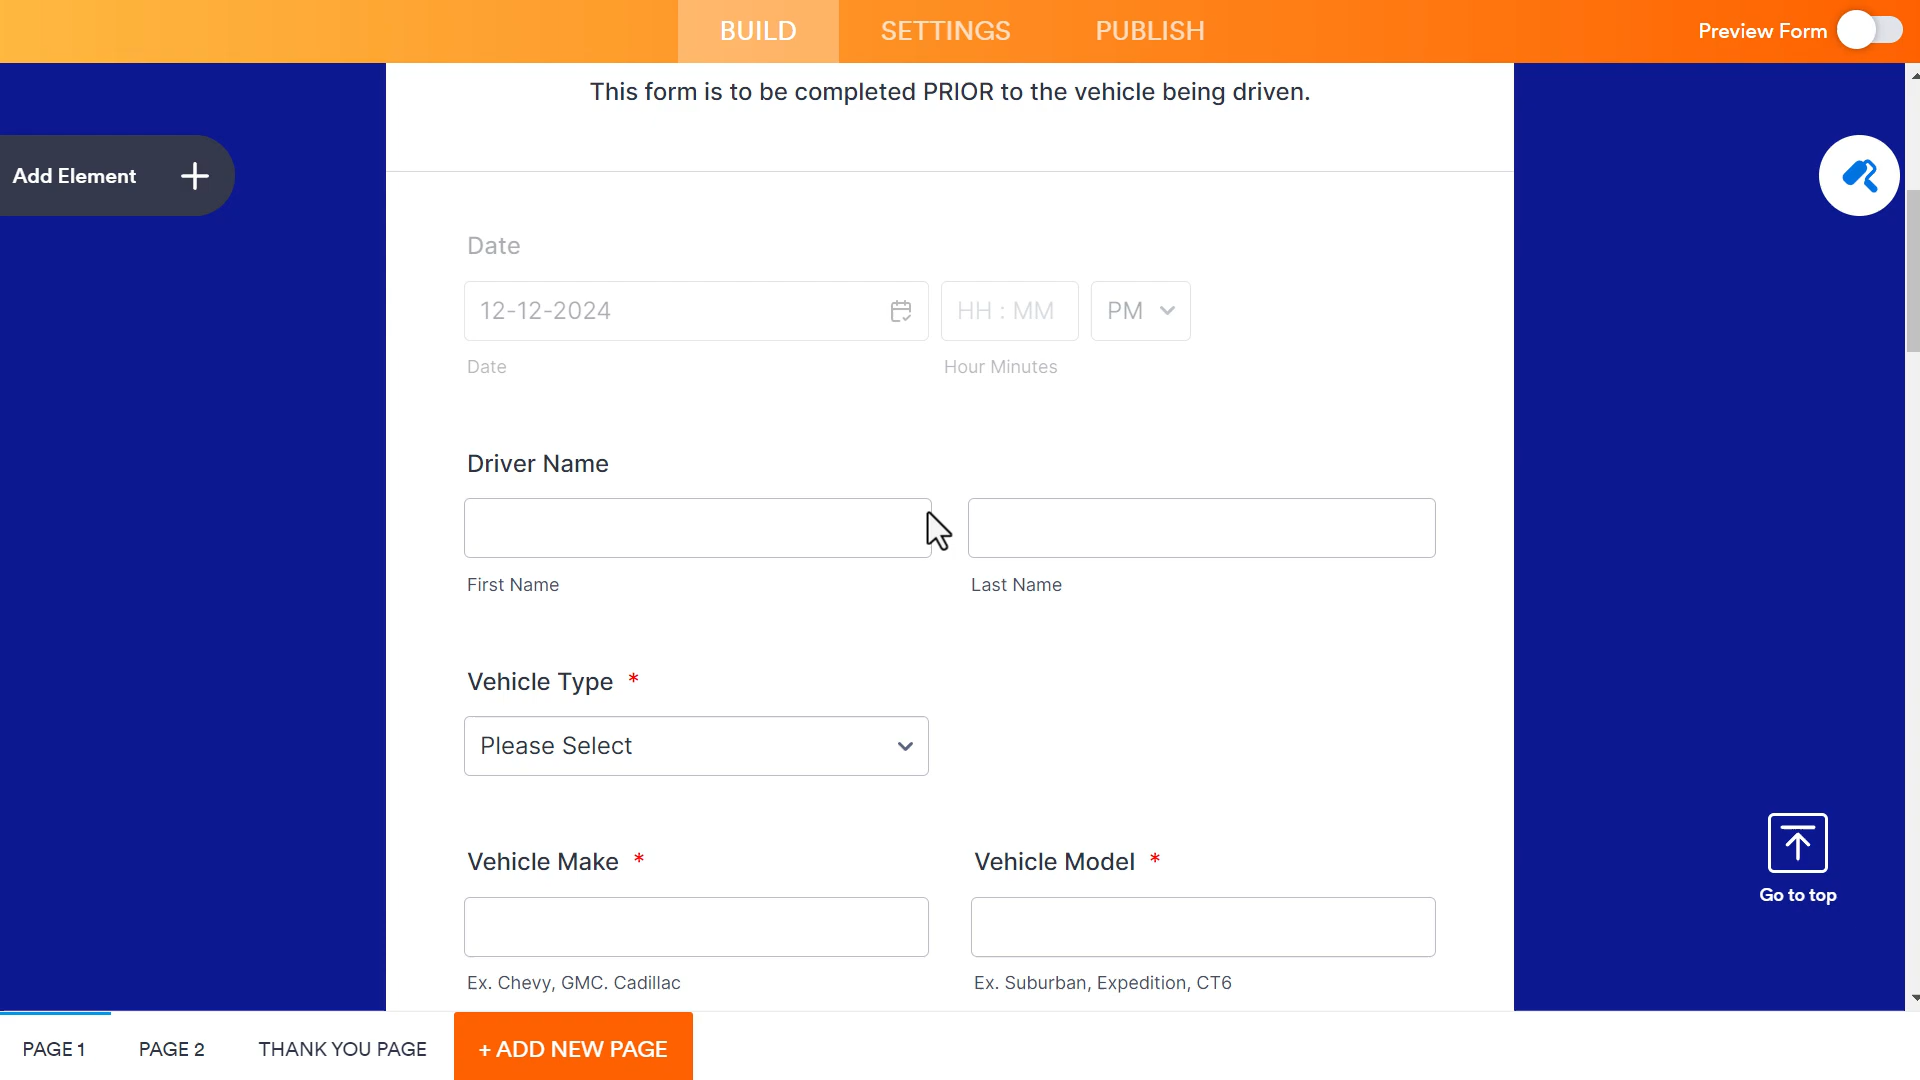 BUILD SETTINGS PUBLISH Preview Form
This form is to be completed PRIOR to the vehicle being driven.
Add Element
Date
12-12-2024 HH : MM PM
Date Hour Minutes
Driver Name
First Name Last Name
Vehicle Type *
Please Select
Vehicle Make * Vehicle Model *
Ex. Chevy, GMC. Cadillac Ex. Suburban, Expedition, CT6
Go to top
PAGE 1 PAGE 2 THANK YOU PAGE + ADD NEW PAGE